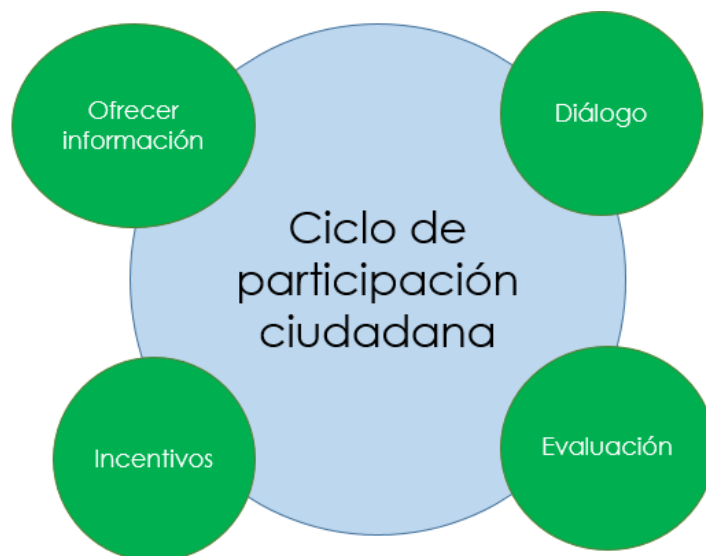 Ofrecer
información
Diálogo
Ciclo de
participación
ciudadana
Incentivos
Evaluación